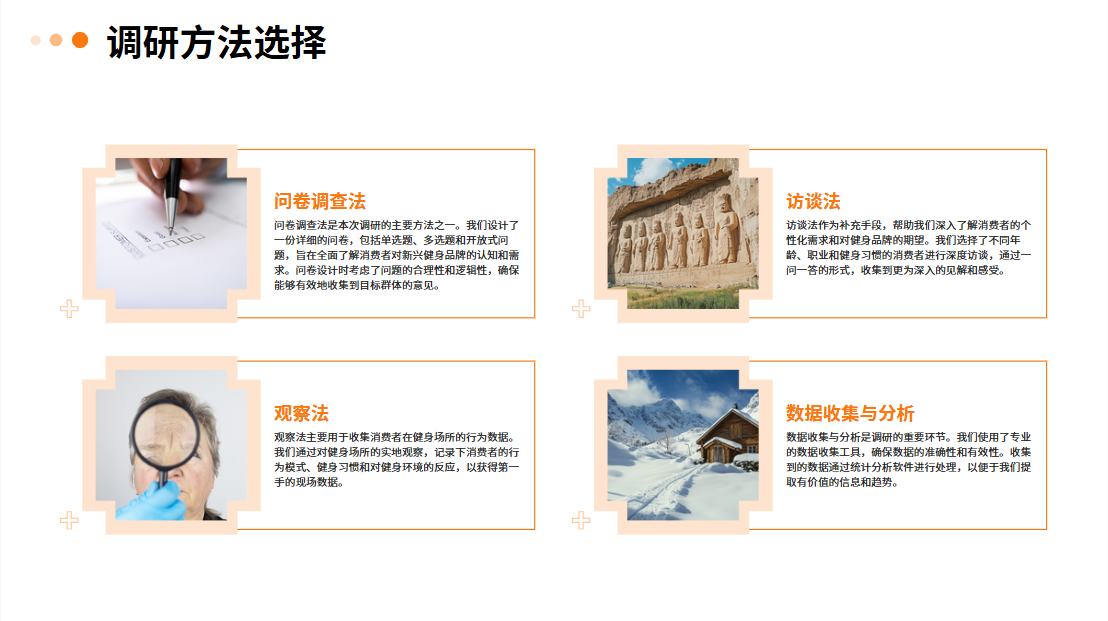 调研方法选择
问卷调查法
问卷调查法是本次调研的主要方法之一。我们设计了
一份详细的问卷，包括单选题、多选题和开放式问
题，旨在全面了解消费者对新兴健身品牌的认知和需
求。问卷设计时考虑了问题的合理性和逻辑性，确保
能够有效地收集到目标群体的意见。
访谈法
访谈法作为补充手段，帮助我们深入了解消费者的个
性化需求和对健身品牌的期望。我们选择了不同年
龄、职业和健身习惯的消费者进行深度访谈，通过一
问一答的形式，收集到更为深入的见解和感受。
观察法
观察法主要用于收集消费者在健身场所的行为数据。
我们通过对健身场所的实地观察，记录下消费者的行
为模式、健身习惯和对健身环境的反应，以获得第一
手的现场数据。
数据收集与分析
数据收集与分析是调研的重要环节。我们使用了专业
的数据收集工具，确保数据的准确性和有效性。收集
到的数据通过统计分析软件进行处理，以便于我们提
取有价值的信息和趋势。